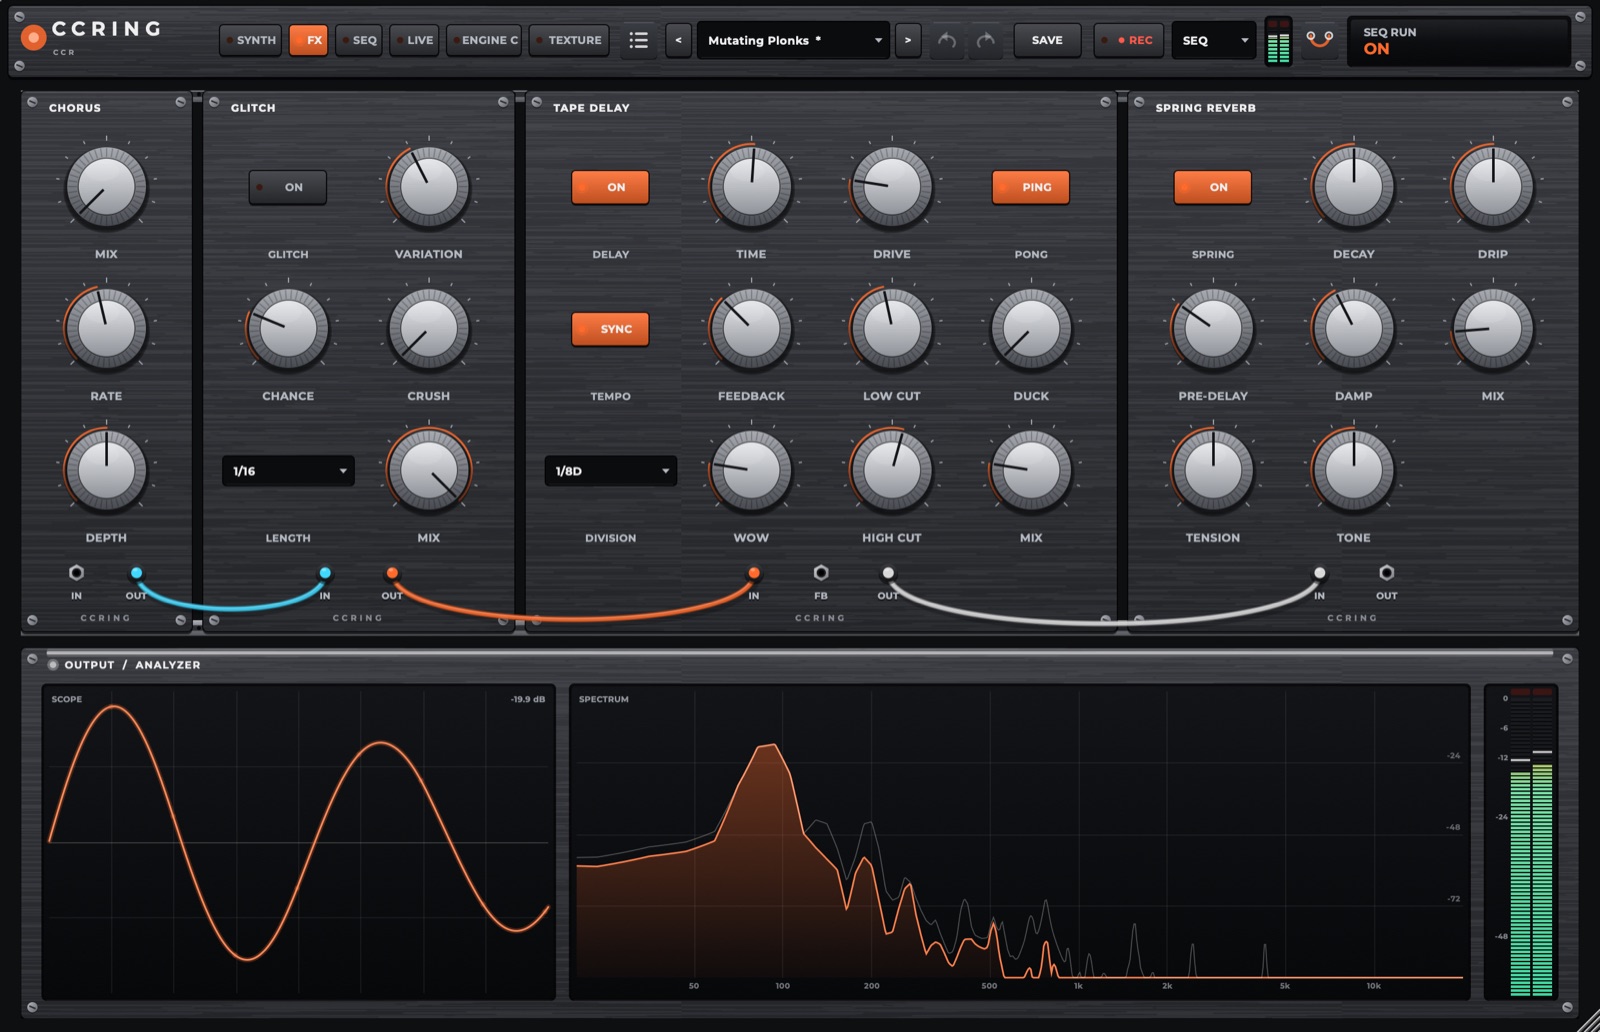 CCRING
CCR
SYNTH FX SEQ LIVE ENGINE C TEXTURE < Mutating Plonks * > SAVE REC SEQ
SEQ RUN
ON
CHORUS GLITCH TAPE DELAY SPRING REVERB
ON ON PING ON
MIX GLITCH VARIATION DELAY TIME DRIVE PONG SPRING DECAY DRIP
SYNC
RATE CHANCE CRUSH TEMPO FEEDBACK LOW CUT DUCK PRE-DELAY DAMP MIX
1/16 1/8D
DEPTH LENGTH MIX DIVISION WOW HIGH CUT MIX TENSION TONE
IN OUT IN OUT IN FB OUT IN OUT
CCRING CCRING CCRING CCRING
OUTPUT / ANALYZER
SCOPE -19.9 dB SPECTRUM
0
-6
-24 -12
-24
-48
-72
-48
50 100 200 500 1k 2k 5k 10k